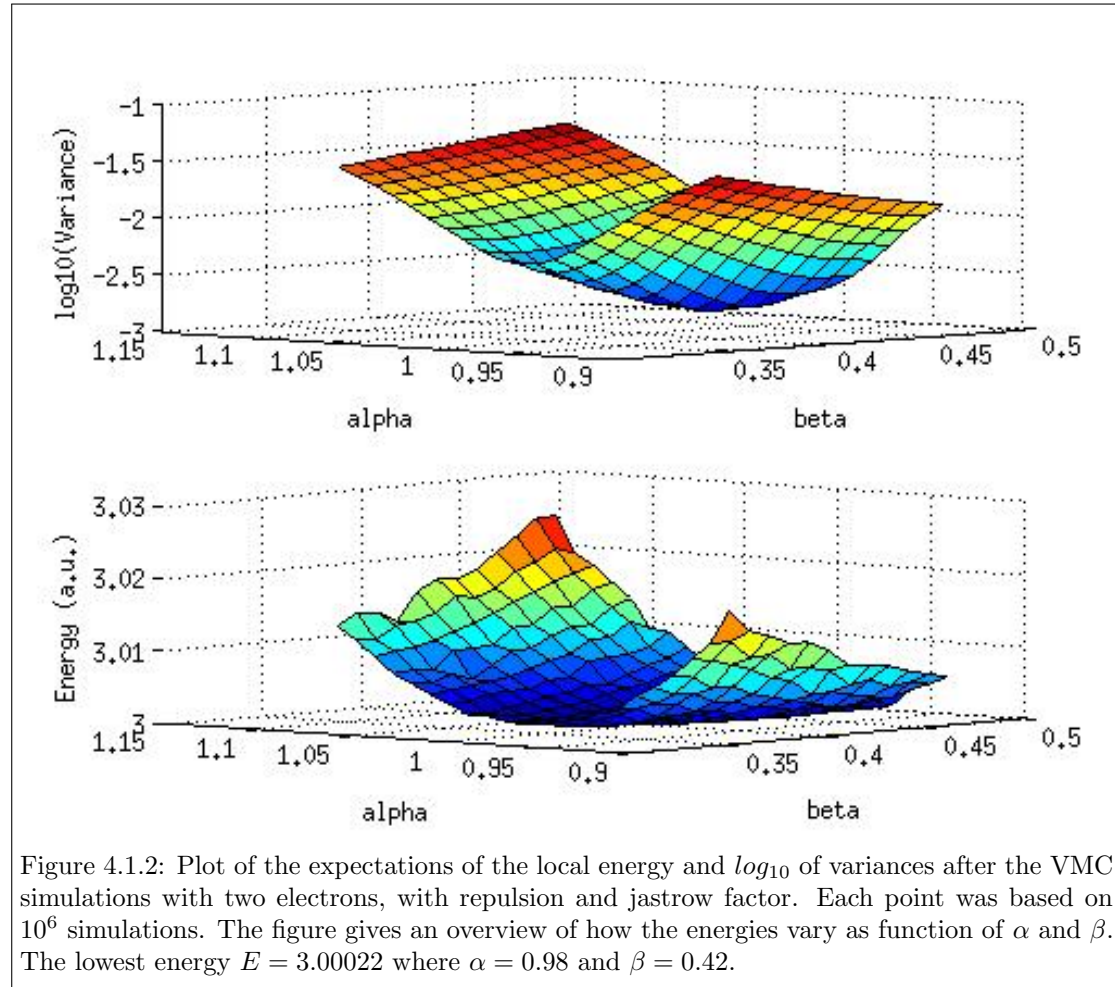 -1
-1.5
-2
-2.5
-3
log10(Variance)
1.15
1.1
1.05
1
0.95
0.9
0.35
0.4
0.45
0.5
alpha
beta
3.03
3.02
3.01
3
Energy (a.u.)
1.15
1.1
1.05
1
0.95
0.9
0.35
0.4
0.45
0.5
alpha
beta
Figure 4.1.2: Plot of the expectations of the local energy and log₁₀ of variances after the VMC
simulations with two electrons, with repulsion and jastrow factor. Each point was based on
10⁶ simulations. The figure gives an overview of how the energies vary as function of α and β.
The lowest energy E = 3.00022 where α = 0.98 and β = 0.42.